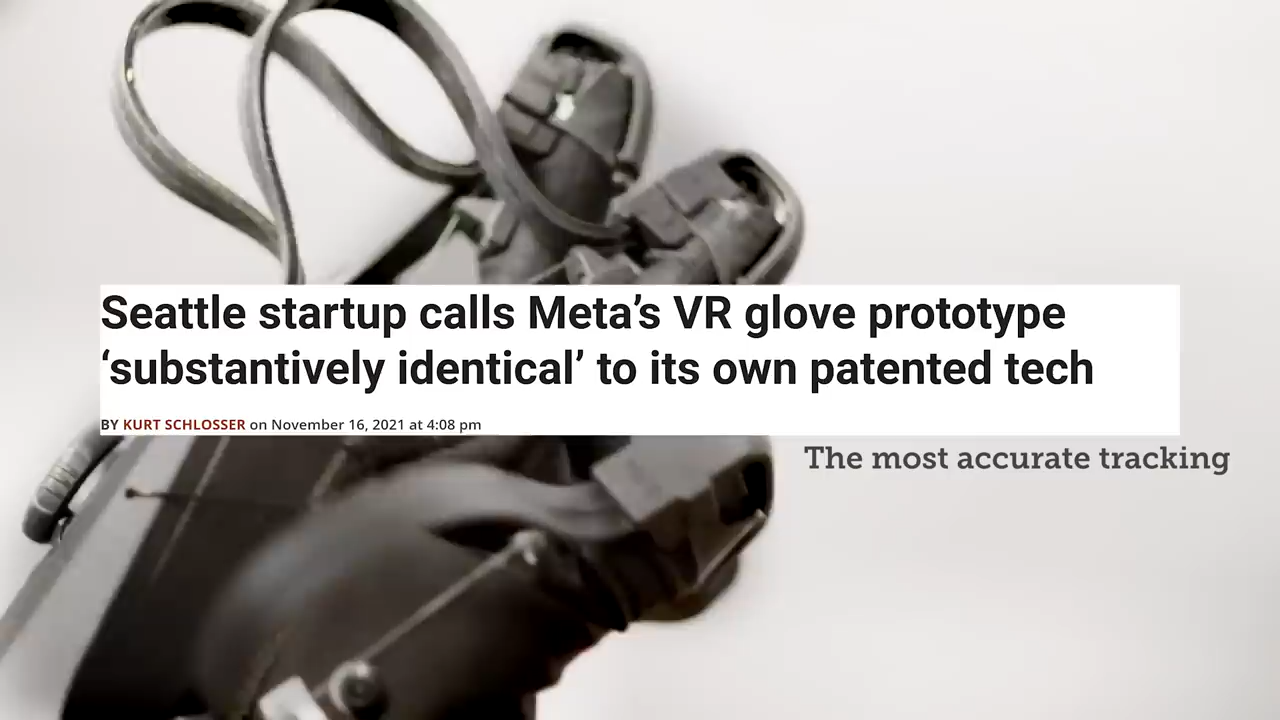 Seattle startup calls Meta’s VR glove prototype
‘substantively identical’ to its own patented tech
BY KURT SCHLOSSER on November 16, 2021 at 4:08 pm
The most accurate tracking